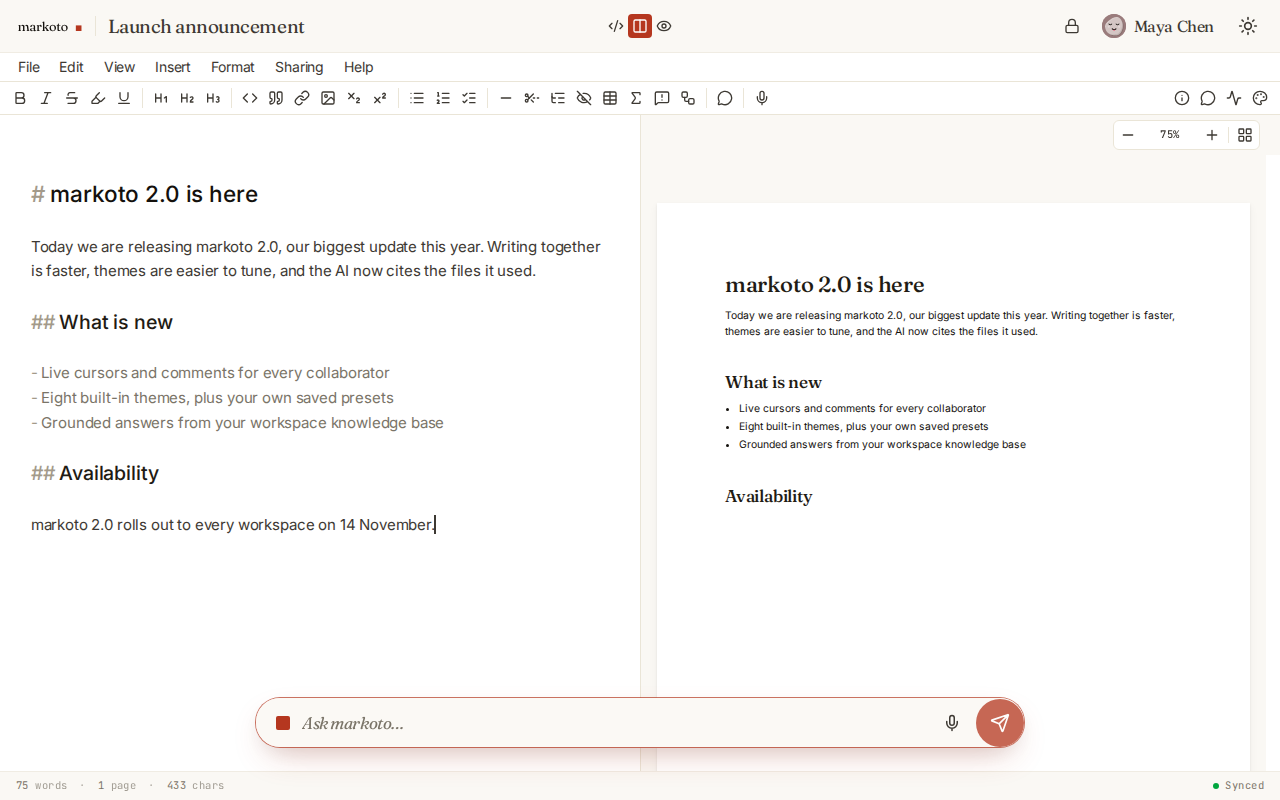 markoto
Launch announcement
Maya Chen
File Edit View Insert Format Sharing Help
H1 H2 H3
75%
# markoto 2.0 is here
Today we are releasing markoto 2.0, our biggest update this year. Writing together
is faster, themes are easier to tune, and the AI now cites the files it used.
## What is new
- Live cursors and comments for every collaborator
- Eight built-in themes, plus your own saved presets
- Grounded answers from your workspace knowledge base
## Availability
markoto 2.0 rolls out to every workspace on 14 November.
markoto 2.0 is here
Today we are releasing markoto 2.0, our biggest update this year. Writing together is faster,
themes are easier to tune, and the AI now cites the files it used.
What is new
• Live cursors and comments for every collaborator
• Eight built-in themes, plus your own saved presets
• Grounded answers from your workspace knowledge base
Availability
Ask markoto...
75 words · 1 page · 433 chars
Synced